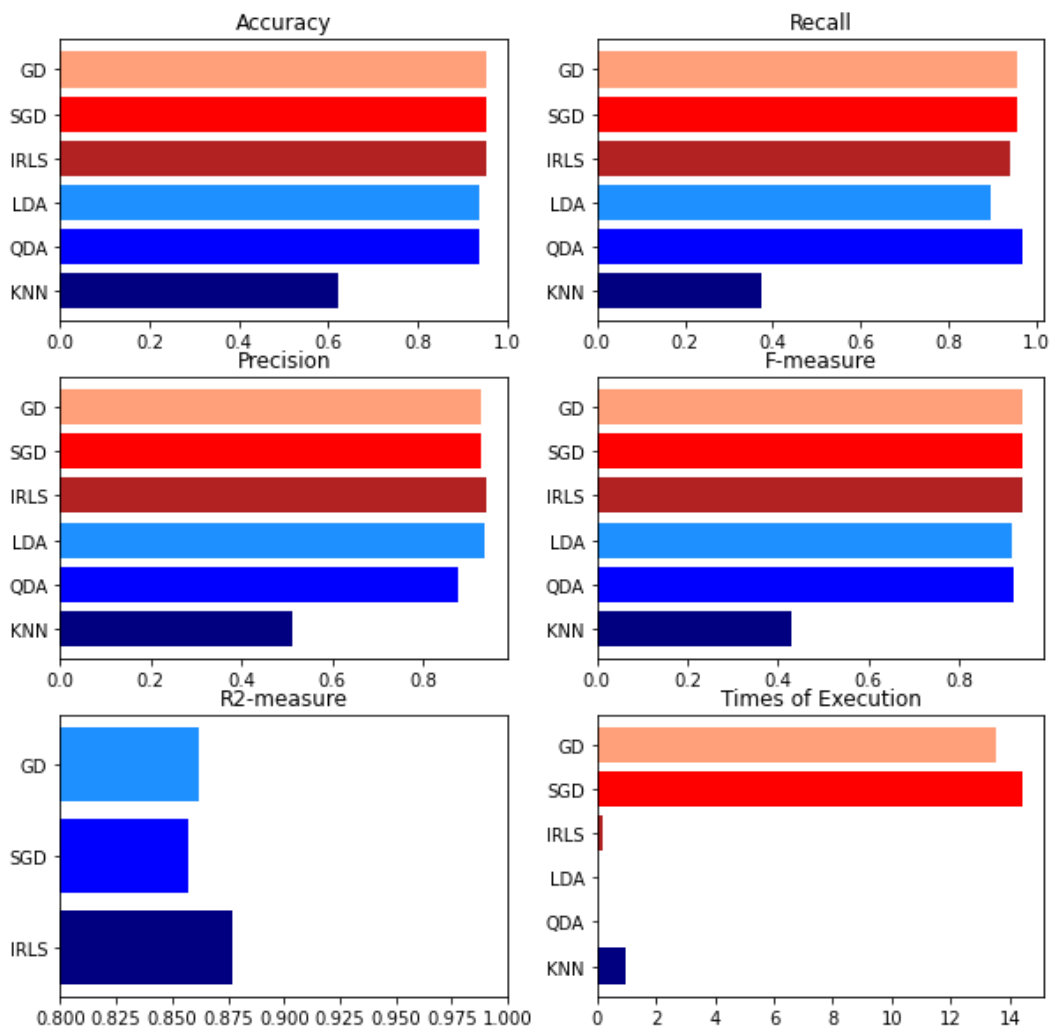 Accuracy
GD
SGD
IRLS
LDA
QDA
KNN
0.0 0.2 0.4 0.6 0.8 1.0
Recall
GD
SGD
IRLS
LDA
QDA
KNN
0.0 0.2 0.4 0.6 0.8 1.0
Precision
GD
SGD
IRLS
LDA
QDA
KNN
0.0 0.2 0.4 0.6 0.8
F-measure
GD
SGD
IRLS
LDA
QDA
KNN
0.0 0.2 0.4 0.6 0.8
R2-measure
GD
SGD
IRLS
0.800 0.825 0.850 0.875 0.900 0.925 0.950 0.975 1.000
Times of Execution
GD
SGD
IRLS
LDA
QDA
KNN
0 2 4 6 8 10 12 14